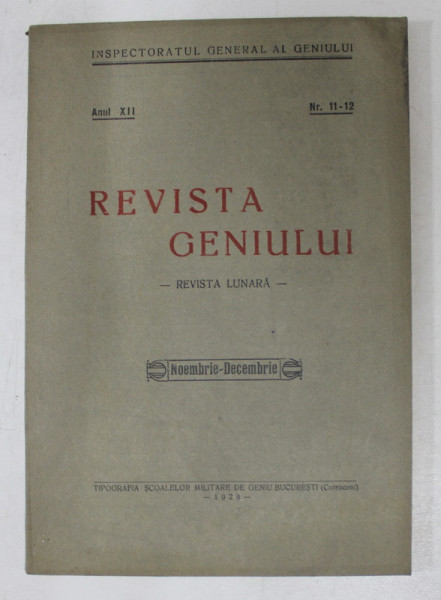 INSPECTORATUL GENERAL AL GENIULUI
Anul XII
Nr. 11-12
REVISTA
GENIULUI
— REVISTA LUNARĂ —
Noembrie-Decembrie
TIPOGRAFIA ȘCOALELOR MILITARE DE GENIU BUCUREȘTI (Cotroceni)